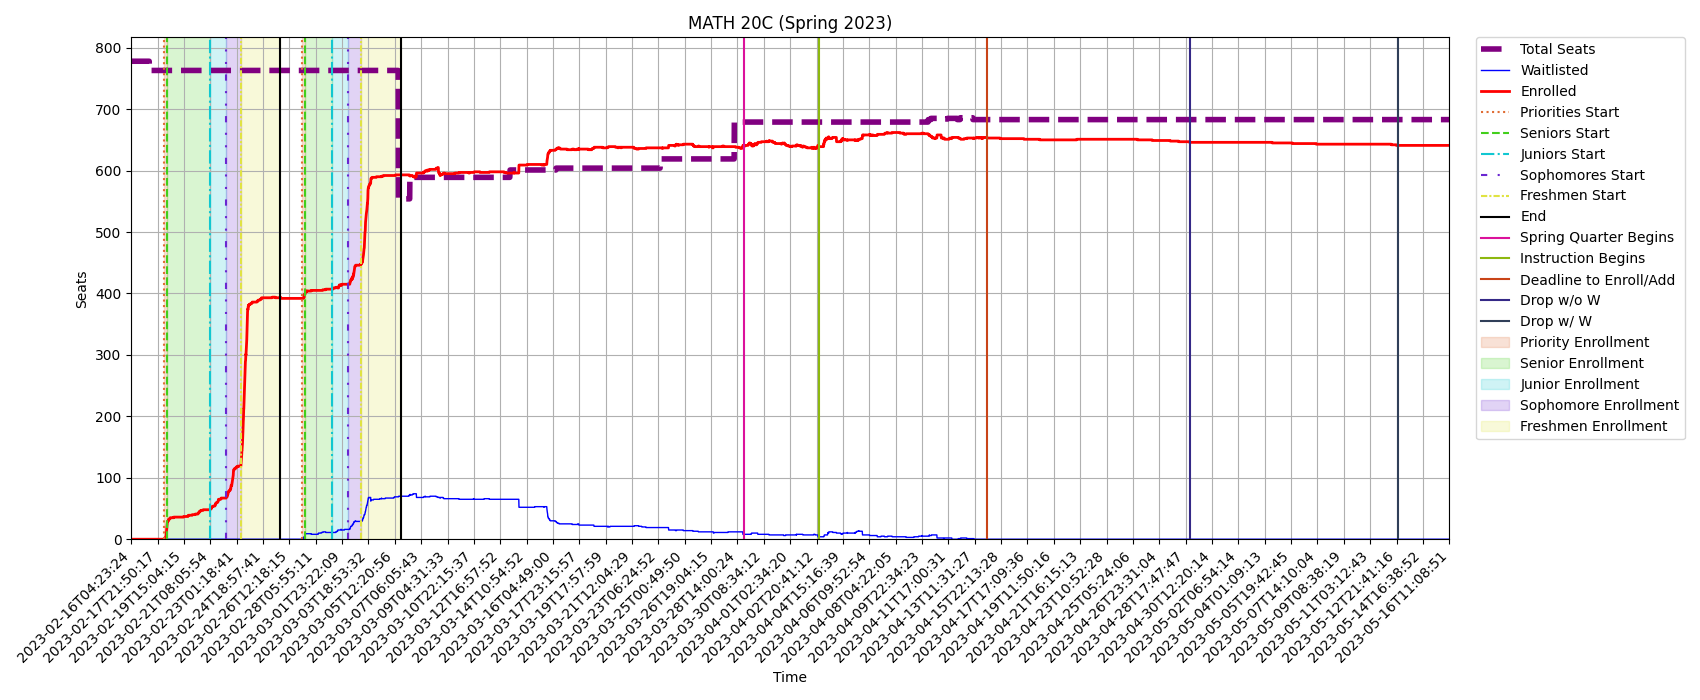 MATH 20C (Spring 2023)
800
700
600
500
400
300
200
100
0
Seats
2023-02-16T04:23:24
2023-02-17T21:50:17
2023-02-19T15:04:15
2023-02-21T08:05:54
2023-02-23T01:18:41
2023-02-24T18:57:41
2023-02-26T12:18:15
2023-02-28T05:55:11
2023-03-01T23:22:09
2023-03-03T18:53:32
2023-03-05T12:20:56
2023-03-07T06:05:43
2023-03-09T04:31:33
2023-03-10T22:15:37
2023-03-12T16:57:52
2023-03-14T10:54:52
2023-03-16T04:49:00
2023-03-17T23:15:57
2023-03-19T17:57:59
2023-03-21T12:04:29
2023-03-23T06:24:52
2023-03-25T00:49:50
2023-03-26T19:04:15
2023-03-28T14:00:24
2023-03-30T08:34:12
2023-04-01T02:34:20
2023-04-02T20:41:12
2023-04-04T15:16:39
2023-04-06T09:52:54
2023-04-08T04:22:05
2023-04-09T22:34:23
2023-04-11T17:00:31
2023-04-13T11:31:27
2023-04-15T22:13:28
2023-04-17T17:09:36
2023-04-19T11:50:16
2023-04-21T16:15:13
2023-04-23T10:52:28
2023-04-25T05:24:06
2023-04-26T23:31:04
2023-04-28T17:47:47
2023-04-30T12:20:14
2023-05-02T06:54:14
2023-05-04T01:09:13
2023-05-05T19:42:45
2023-05-07T14:10:04
2023-05-09T08:38:19
2023-05-11T03:12:43
2023-05-12T21:41:16
2023-05-14T16:38:52
2023-05-16T11:08:51
Time
Total Seats
Waitlisted
Enrolled
Priorities Start
Seniors Start
Juniors Start
Sophomores Start
Freshmen Start
End
Spring Quarter Begins
Instruction Begins
Deadline to Enroll/Add
Drop w/o W
Drop w/ W
Priority Enrollment
Senior Enrollment
Junior Enrollment
Sophomore Enrollment
Freshmen Enrollment